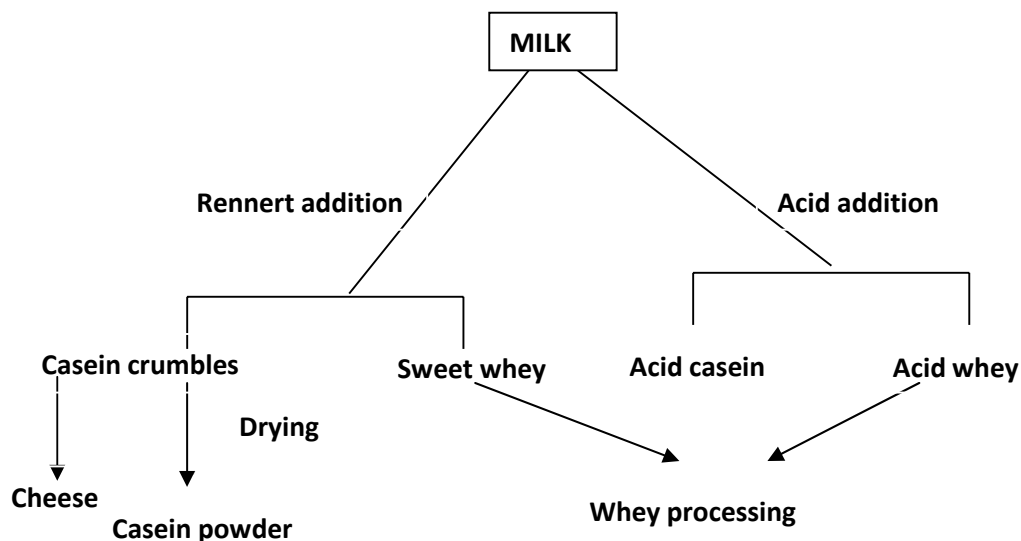 MILK
Rennert addition
Acid addition
Casein crumbles
Sweet whey
Acid casein
Acid whey
Drying
Cheese
Casein powder
Whey processing